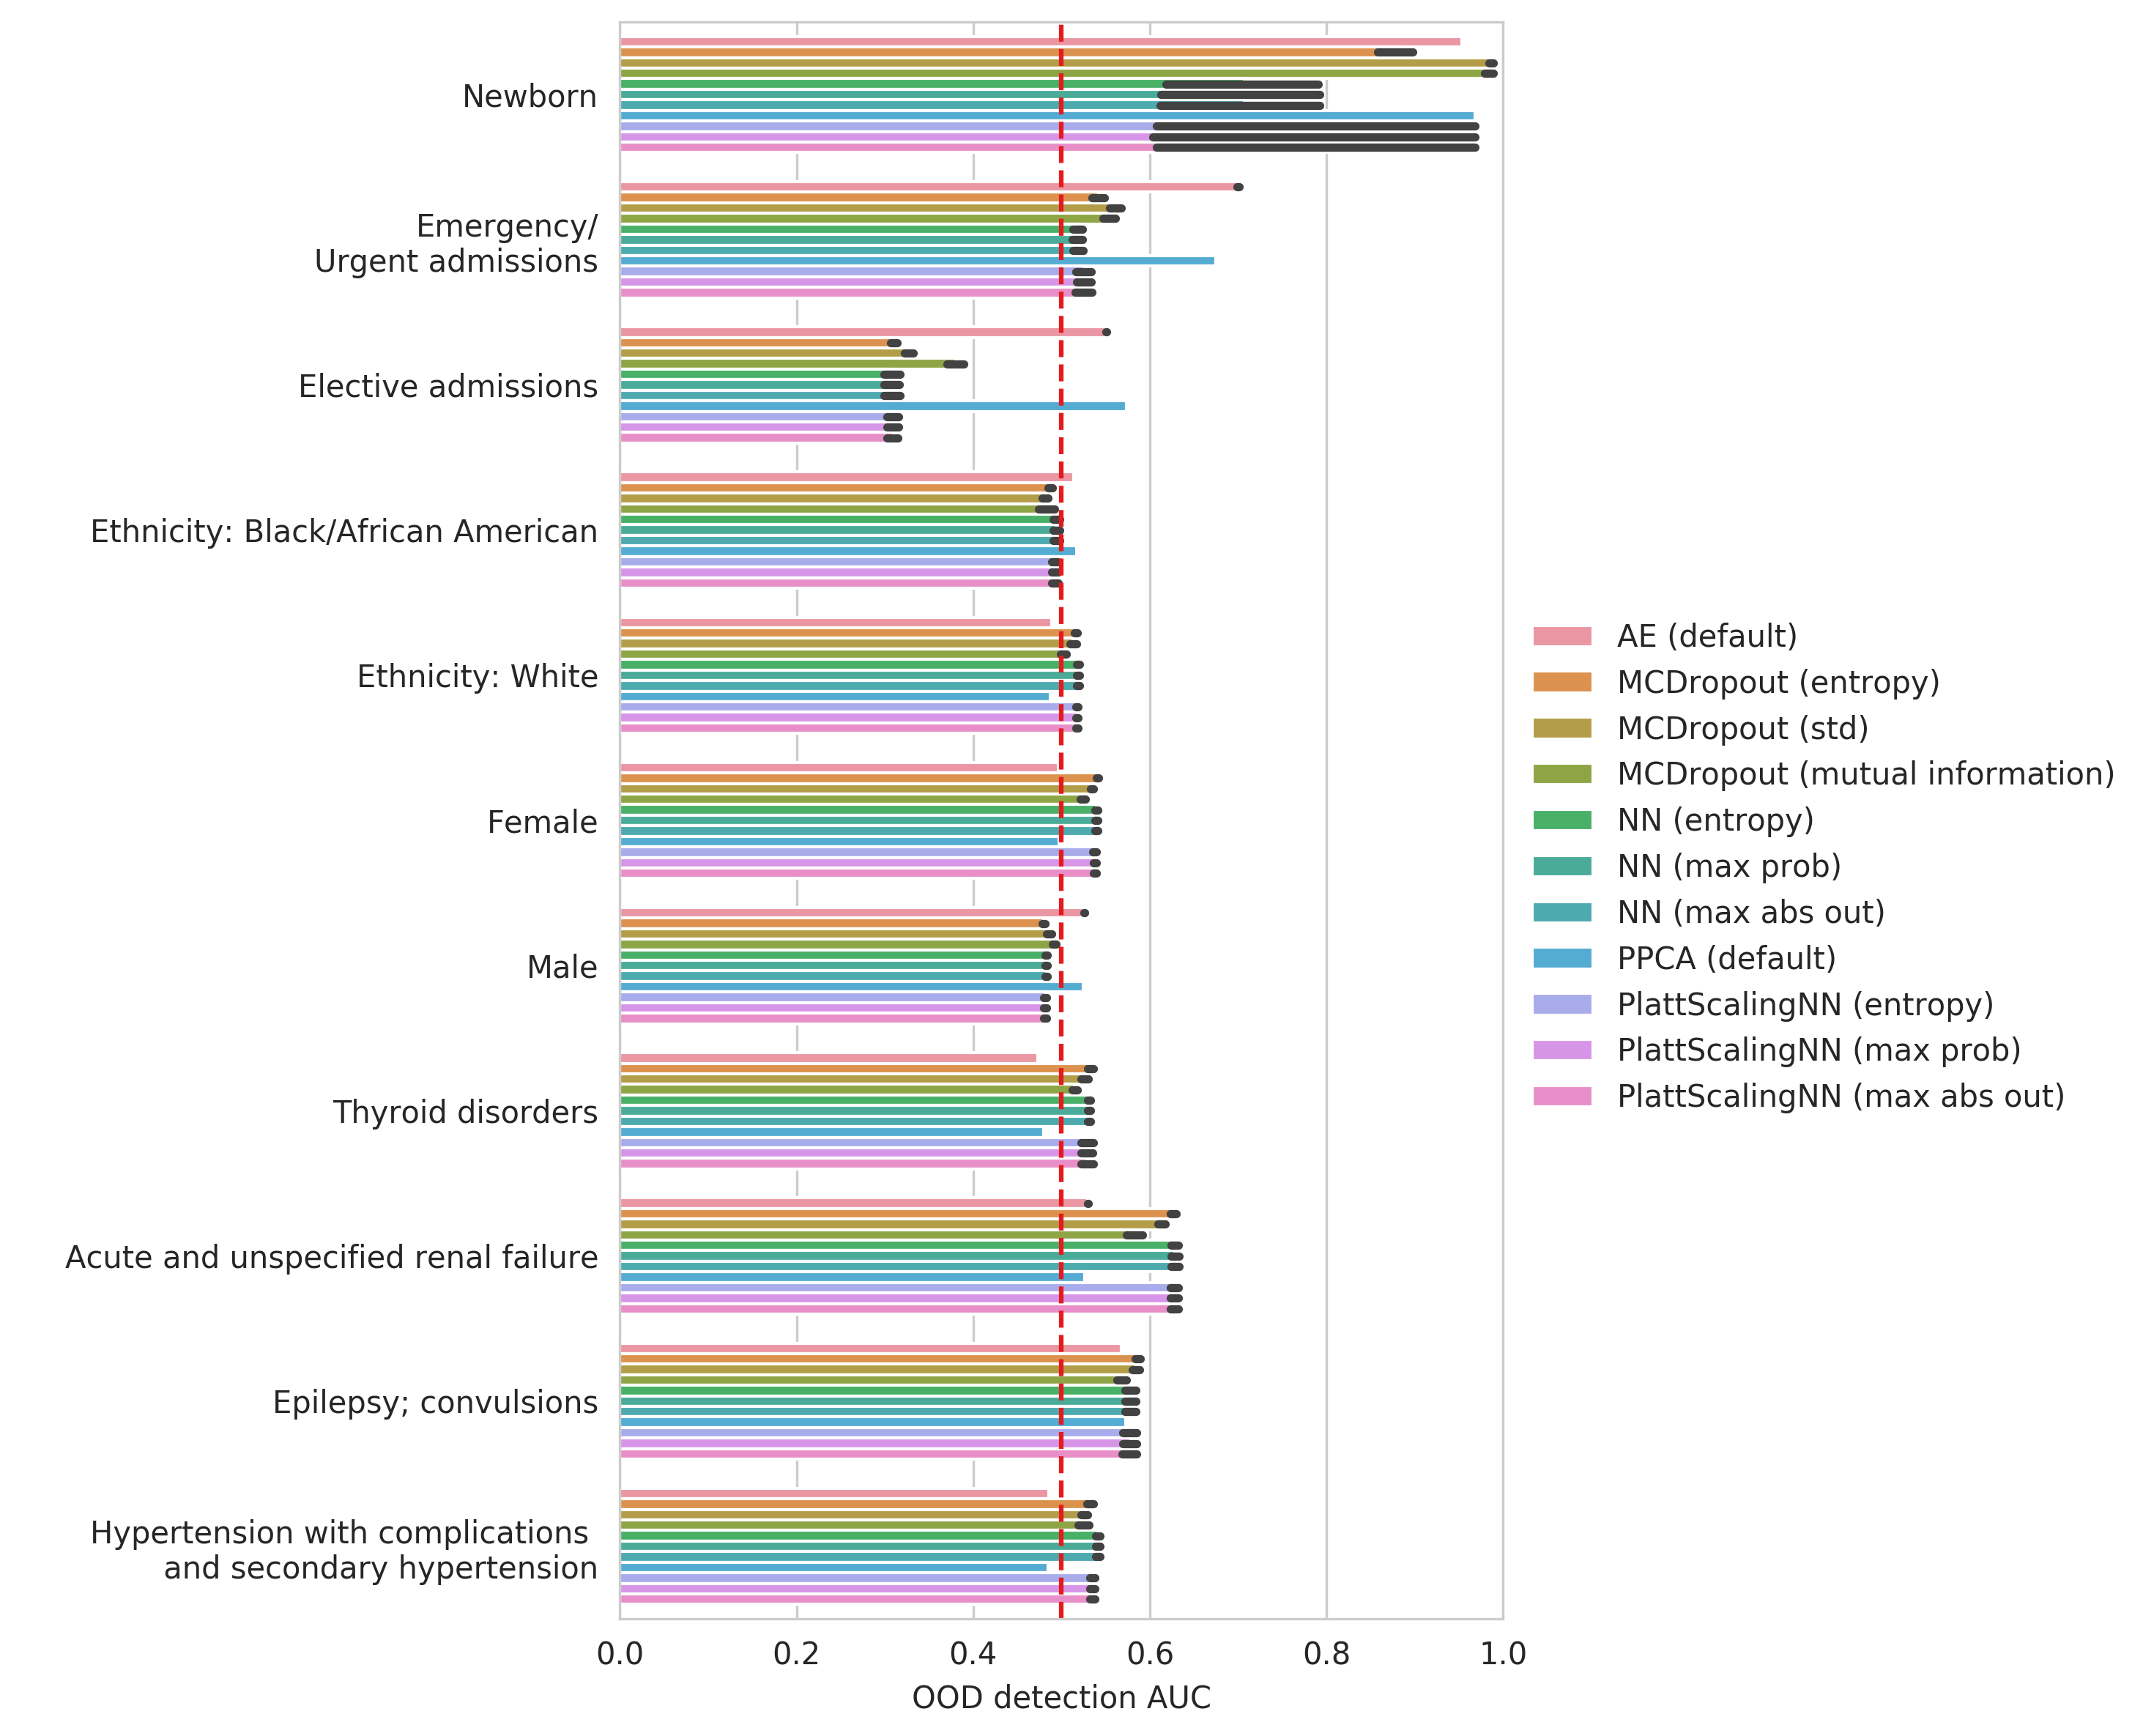 Newborn
Emergency/
Urgent admissions
Elective admissions
Ethnicity: Black/African American
Ethnicity: White
Female
Male
Thyroid disorders
Acute and unspecified renal failure
Epilepsy; convulsions
Hypertension with complications
and secondary hypertension
0.0 0.2 0.4 0.6 0.8 1.0
OOD detection AUC
AE (default)
MCDropout (entropy)
MCDropout (std)
MCDropout (mutual information)
NN (entropy)
NN (max prob)
NN (max abs out)
PPCA (default)
PlattScalingNN (entropy)
PlattScalingNN (max prob)
PlattScalingNN (max abs out)